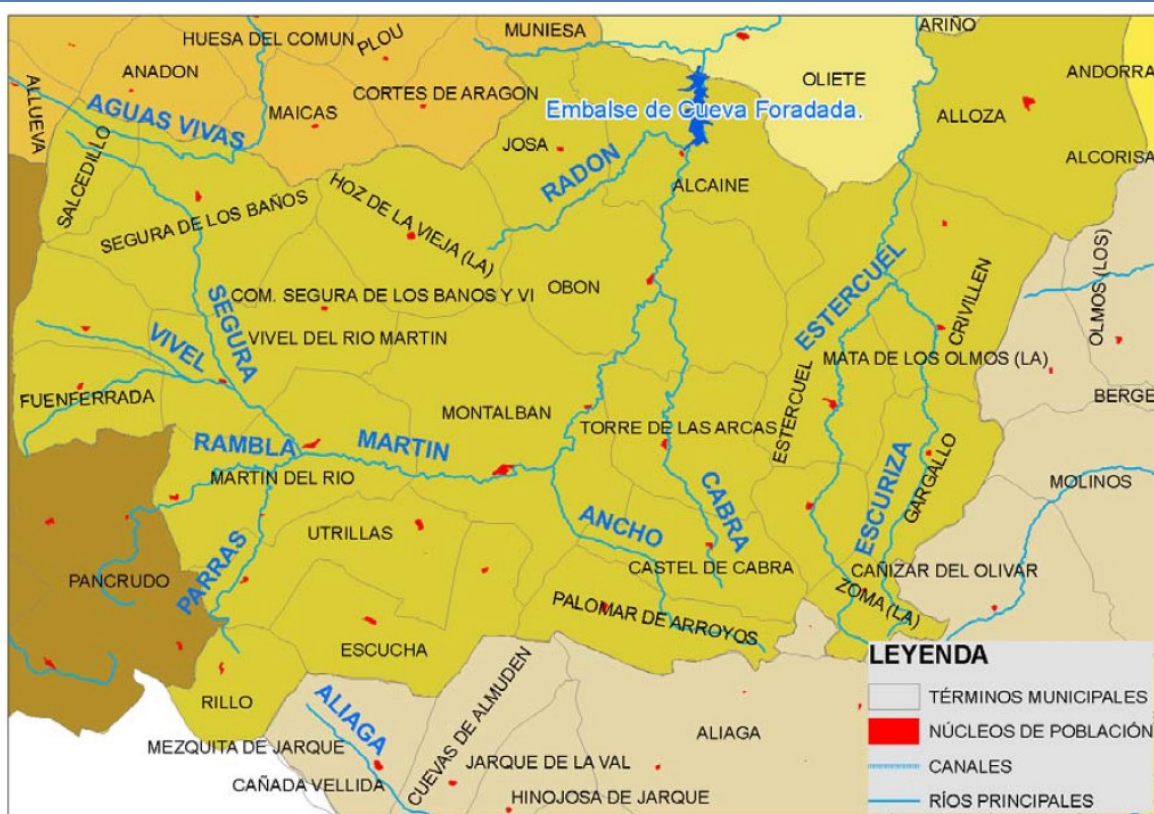 ARIÑO
HUESA DEL COMUN
PLOU
MUNIESA
ANADON
OLIETE
ANDORRA
ALLUEVA
CORTES DE ARAGON
AGUAS VIVAS
MAICAS
Embalse de Cueva Foradada.
ALLOZA
JOSA
ALCORISA
SALCEDILLO
RADON
ALCAINE
HOZ DE LA VIEJA (LA)
SEGURA DE LOS BAÑOS
ESTERCUEL
OLMOS (LOS)
SEGURA
COM. SEGURA DE LOS BANOS Y VI
OBON
CRIVILLEN
VIVEL
VIVEL DEL RIO MARTIN
MATA DE LOS OLMOS (LA)
FUENFERRADA
ESTERCUEL
BERGE
MONTALBAN
TORRE DE LAS ARCAS
RAMBLA
MARTIN
MARTIN DEL RIO
CABRA
ESCURIZA
GARGALLO
MOLINOS
UTRILLAS
ANCHO
PARRAS
PANCRUDO
CASTEL DE CABRA
CAÑIZAR DEL OLIVAR
ZOMA (LA)
PALOMAR DE ARROYOS
ESCUCHA
LEYENDA
RILLO
TÉRMINOS MUNICIPALES
ALIAGA
CUEVAS DE ALMUDEN
ALIAGA
NÚCLEOS DE POBLACIÓN
MEZQUITA DE JARQUE
JARQUE DE LA VAL
CANALES
CAÑADA VELLIDA
HINOJOSA DE JARQUE
RÍOS PRINCIPALES